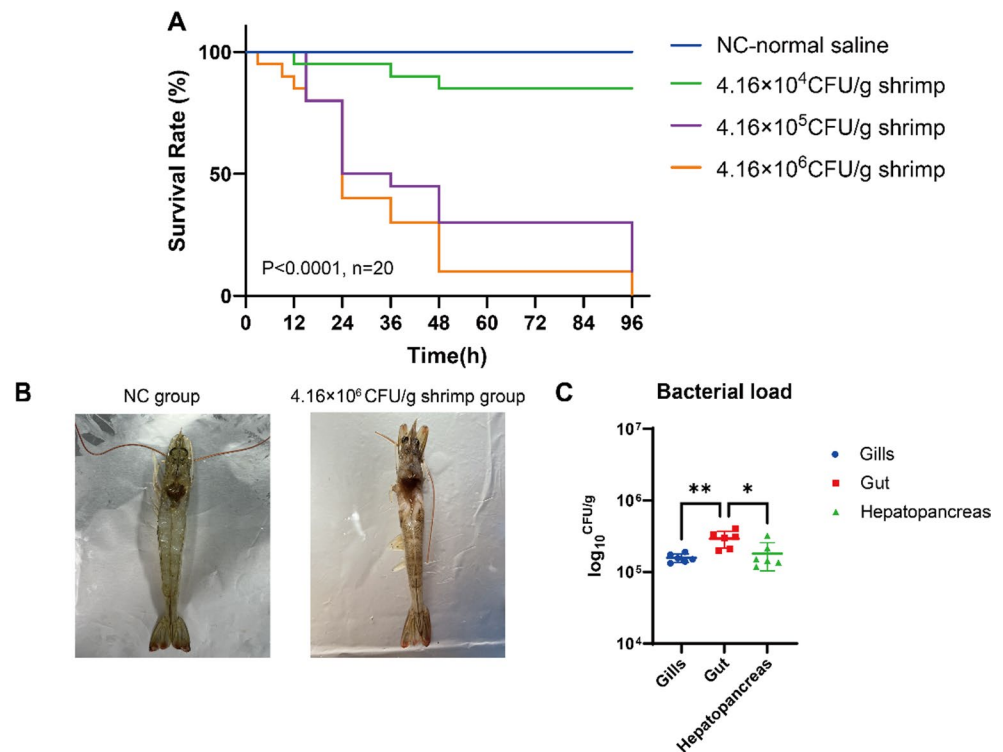 A
Survival Rate (%)
100
50
0
0 12 24 36 48 60 72 84 96
Time(h)
P<0.0001, n=20
NC-normal saline
4.16×10⁴CFU/g shrimp
4.16×10⁵CFU/g shrimp
4.16×10⁶CFU/g shrimp
B
NC group
4.16×10⁶ CFU/g shrimp group
C
Bacterial load
log₁₀CFU/g
10⁷
10⁶
10⁵
10⁴
** *
Gills
Gut
Hepatopancreas
Gills
Gut
Hepatopancreas